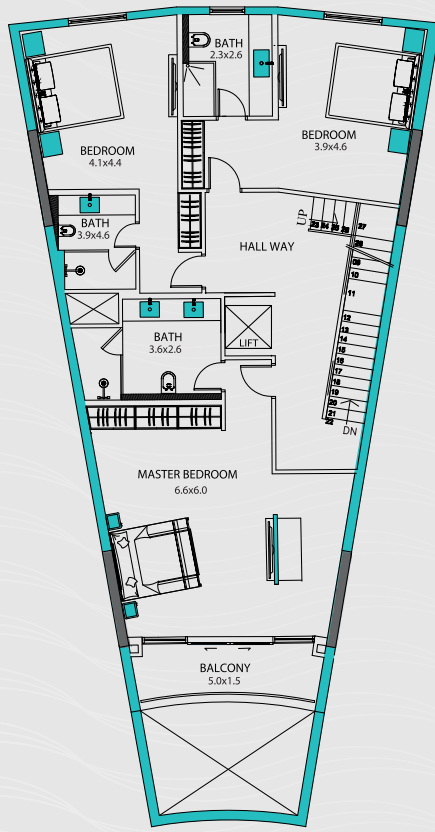 BATH
2.3x2.6
BEDROOM
4.1x4.4
BEDROOM
3.9x4.6
BATH
3.9x4.6
UP
23
24
25
26
27
28
HALL WAY
09
10
11
12
13
14
15
16
17
18
19
20
21
22
DN
BATH
3.6x2.6
LIFT
MASTER BEDROOM
6.6x6.0
BALCONY
5.0x1.5